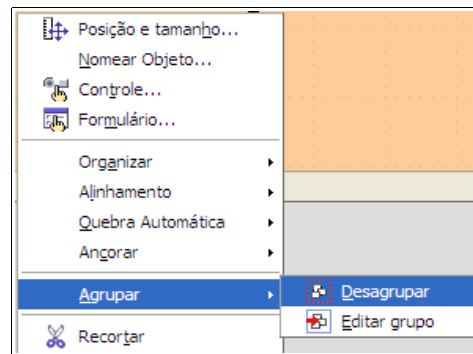 Posição e tamanho...
Nomear Objeto...
Controle...
Formulário...
Organizar
Alinhamento
Quebra Automática
Ancorar
Agrupar
Desagrupar
Editar grupo
Recortar